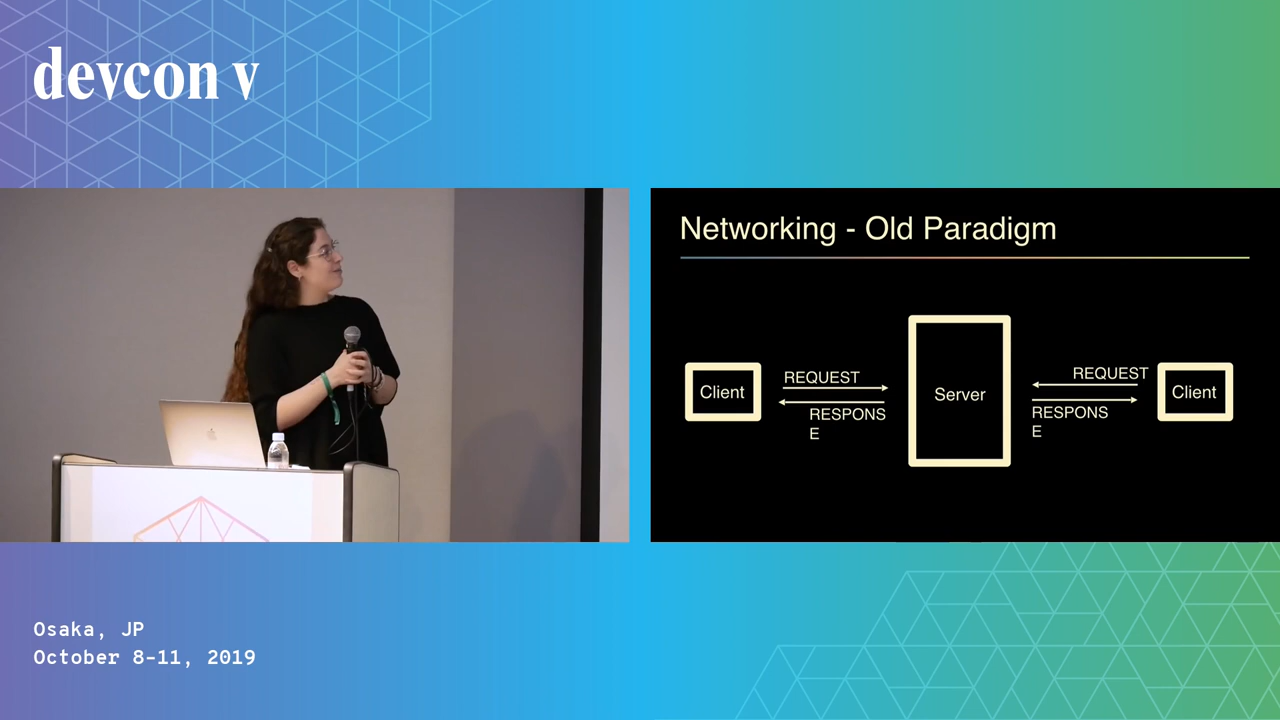 devcon v
Networking - Old Paradigm
Client
REQUEST
RESPONS
E
Server
REQUEST
RESPONS
E
Client
Osaka, JP
October 8-11, 2019